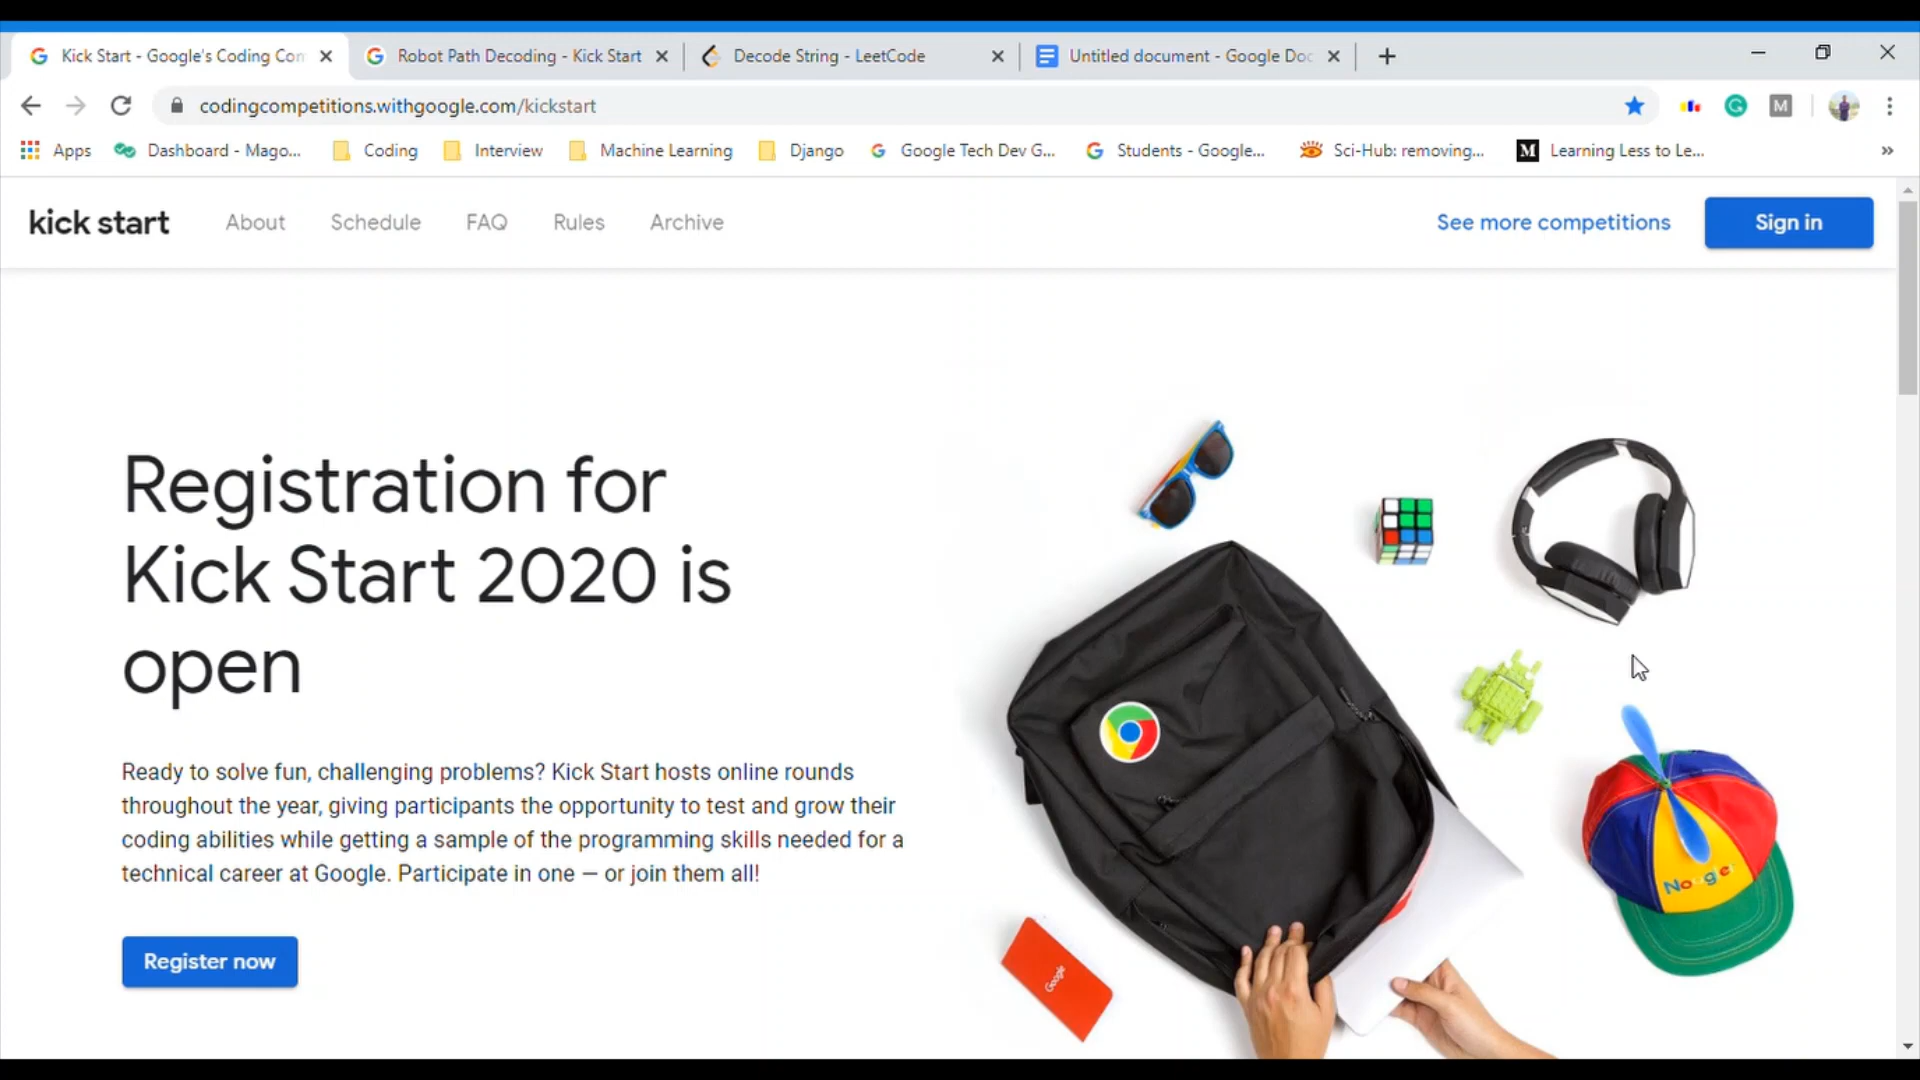 Kick Start - Google's Coding Con
Robot Path Decoding - Kick Start
Decode String - LeetCode
Untitled document - Google Doc
codingcompetitions.withgoogle.com/kickstart
Apps
Dashboard - Mago...
Coding
Interview
Machine Learning
Django
Google Tech Dev G...
Students - Google...
Sci-Hub: removing...
Learning Less to Le...
kick start
About
Schedule
FAQ
Rules
Archive
See more competitions
Sign in
Registration for
Kick Start 2020 is
open
Ready to solve fun, challenging problems? Kick Start hosts online rounds
throughout the year, giving participants the opportunity to test and grow their
coding abilities while getting a sample of the programming skills needed for a
technical career at Google. Participate in one — or join them all!
Register now
Google
Noogler